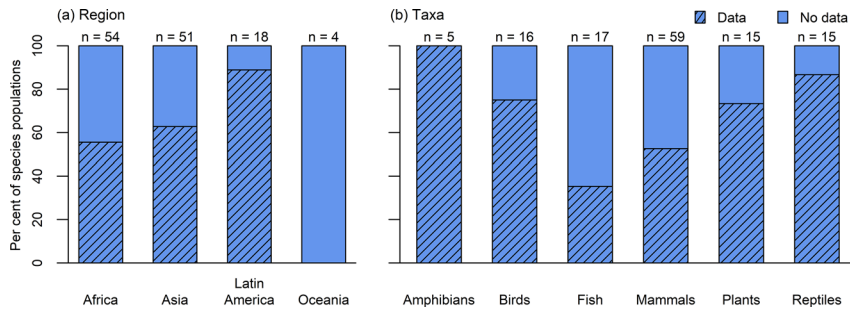 (a) Region
(b) Taxa
Data
No data
n = 54
n = 51
n = 18
n = 4
n = 5
n = 16
n = 17
n = 59
n = 15
n = 15
Per cent of species populations
100
80
60
40
20
0
Africa
Asia
Latin
America
Oceania
Amphibians
Birds
Fish
Mammals
Plants
Reptiles